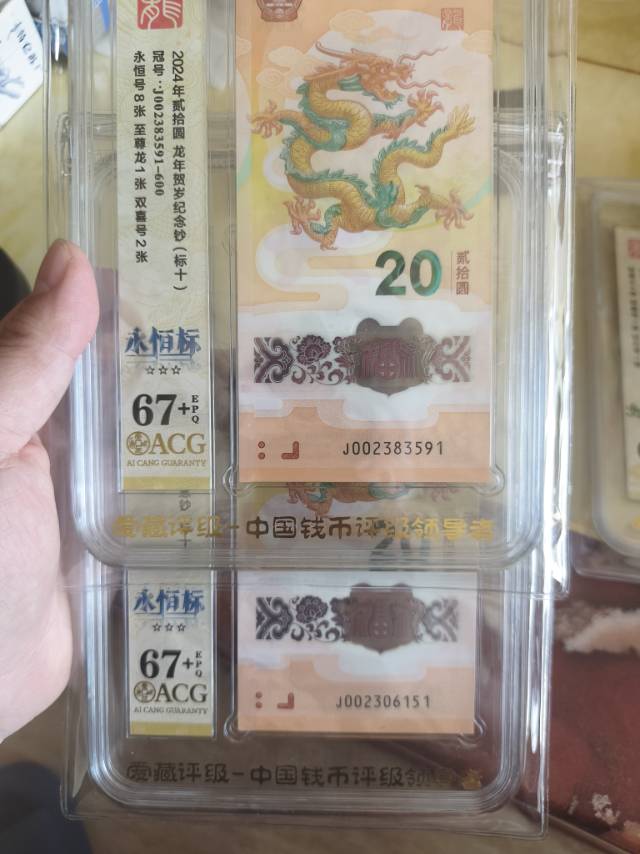 2024年贰拾圆 龙年贺岁纪念钞(标十)
冠号·J002383591-600
永恒号8张 至尊龙1张 双喜号2张
永恒标
☆☆☆
67+
EPQ
ACG
AI CANG GUARANTY
20
贰拾圆
J002383591
爱藏评级-中国钱币评级领导者
永恒标
☆☆☆
67+
EPQ
ACG
AI CANG GUARANTY
J002306151
爱藏评级-中国钱币评级领导者